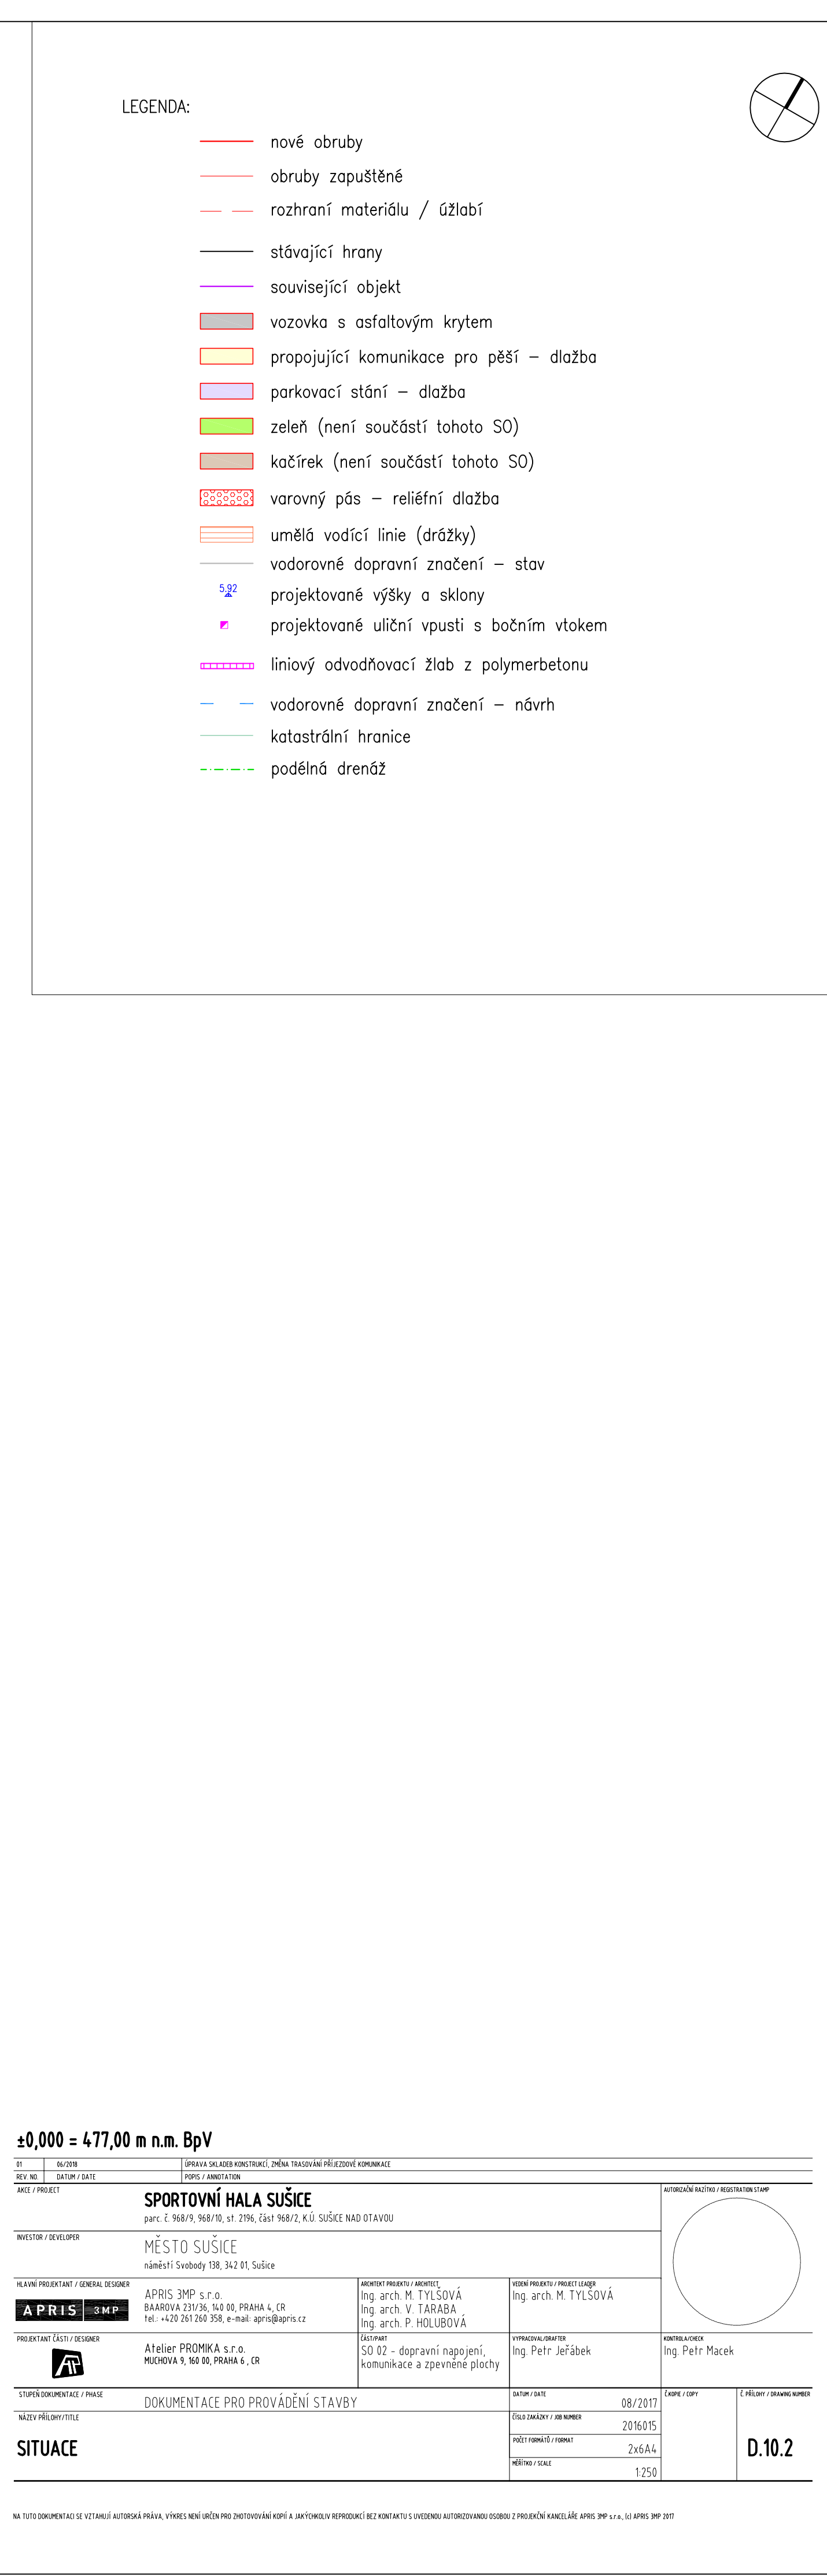 LEGENDA:
nové obruby
obruby zapuštěné
rozhraní materiálu / úžlabí
stávající hrany
související objekt
vozovka s asfaltovým krytem
propojující komunikace pro pěší – dlažba
parkovací stání – dlažba
zeleň (není součástí tohoto SO)
kačírek (není součástí tohoto SO)
varovný pás – reliéfní dlažba
umělá vodící linie (drážky)
vodorovné dopravní značení – stav
5.92 projektované výšky a sklony
projektované uliční vpusti s bočním vtokem
liniový odvodňovací žlab z polymerbetonu
vodorovné dopravní značení – návrh
katastrální hranice
podélná drenáž
±0,000 = 477,00 m n.m. BpV
01 06/2018 ÚPRAVA SKLADEB KONSTRUKCÍ, ZMĚNA TRASOVÁNÍ PŘÍJEZDOVÉ KOMUNIKACE
REV. NO. DATUM / DATE POPIS / ANNOTATION
AKCE / PROJECT
SPORTOVNÍ HALA SUŠICE
parc. č. 968/9, 968/10, st. 2196, část 968/2, K.Ú. SUŠICE NAD OTAVOU
AUTORIZAČNÍ RAZÍTKO / REGISTRATION STAMP
INVESTOR / DEVELOPER
MĚSTO SUŠICE
náměstí Svobody 138, 342 01, Sušice
HLAVNÍ PROJEKTANT / GENERAL DESIGNER
APRIS 3MP
APRIS 3MP s.r.o.
BAAROVA 231/36, 140 00, PRAHA 4, CR
tel.: +420 261 260 358, e-mail: apris@apris.cz
ARCHITEKT PROJEKTU / ARCHITECT
Ing. arch. M. TYLŠOVÁ
Ing. arch. V. TARABA
Ing. arch. P. HOLUBOVÁ
VEDENÍ PROJEKTU / PROJECT LEADER
Ing. arch. M. TYLŠOVÁ
PROJEKTANT ČÁSTI / DESIGNER
Atelier PROMIKA s.r.o.
MUCHOVA 9, 160 00, PRAHA 6 , CR
ČÁST/PART
SO 02 - dopravní napojení,
komunikace a zpevněné plochy
VYPRACOVAL/DRAFTER
Ing. Petr Jeřábek
KONTROLA/CHECK
Ing. Petr Macek
STUPEŇ DOKUMENTACE / PHASE
DOKUMENTACE PRO PROVÁDĚNÍ STAVBY
DATUM / DATE
08/2017
Č.KOPIE / COPY
Č. PŘÍLOHY / DRAWING NUMBER
NÁZEV PŘÍLOHY/TITLE
SITUACE
ČÍSLO ZAKÁZKY / JOB NUMBER
2016015
POČET FORMÁTŮ / FORMAT
2x6A4
MĚŘÍTKO / SCALE
1:250
D.10.2
NA TUTO DOKUMENTACI SE VZTAHUJÍ AUTORSKÁ PRÁVA, VÝKRES NENÍ URČEN PRO ZHOTOVOVÁNÍ KOPIÍ A JAKÝCHKOLIV REPRODUKCÍ BEZ KONTAKTU S UVEDENOU AUTORIZOVANOU OSOBOU Z PROJEKČNÍ KANCELÁŘE APRIS 3MP s.r.o., (c) APRIS 3MP 2017